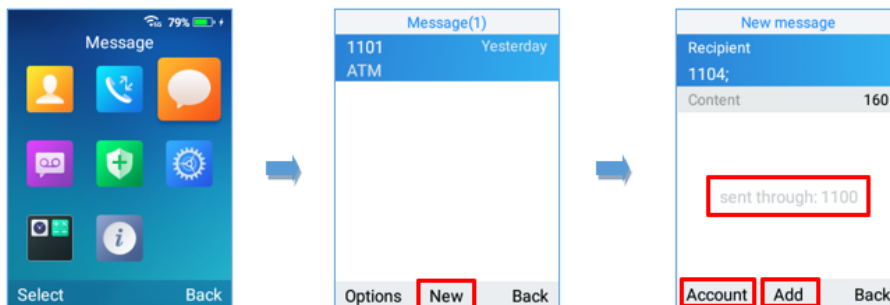 5G 79%
Message
Select Back
Message(1)
1101 Yesterday
ATM
Options New Back
New message
Recipient
1104;
Content 160
sent through: 1100
Account Add Back